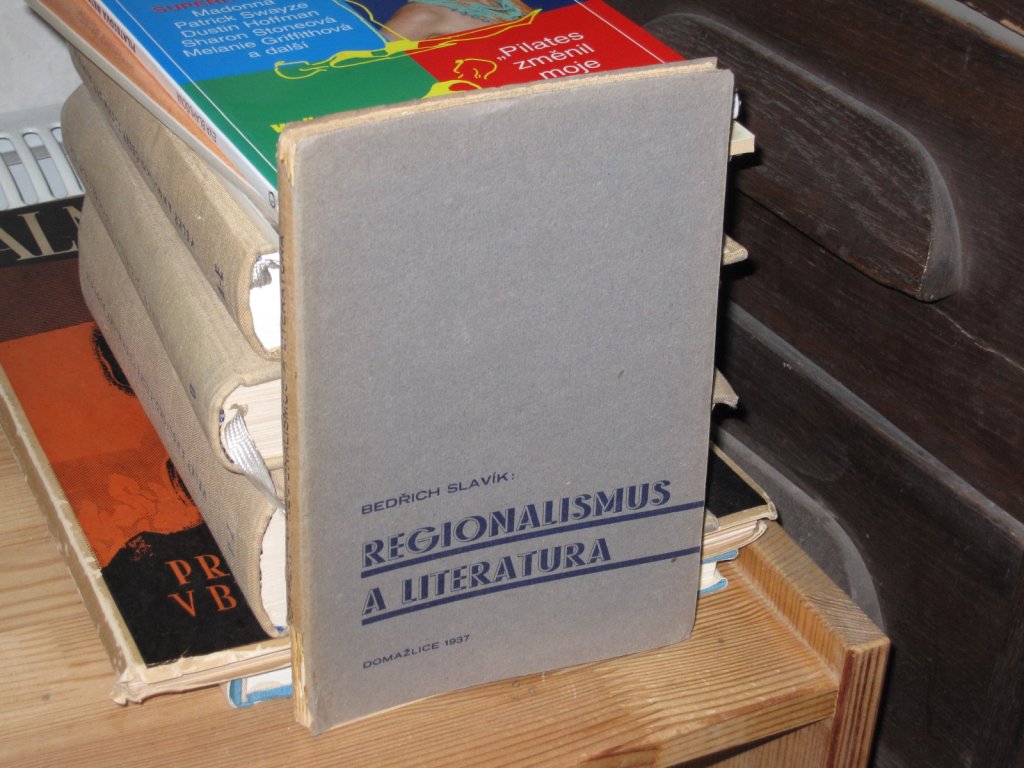 Madonna
Patrick Swayze
Dustin Hoffman
Sharon Stoneová
Melanie Griffithnová
a další
„Pilates
změnil
moje
BEDŘICH SLAVÍK:
REGIONALISMUS
A LITERATURA
DOMAŽLICE 1937
PR
VB